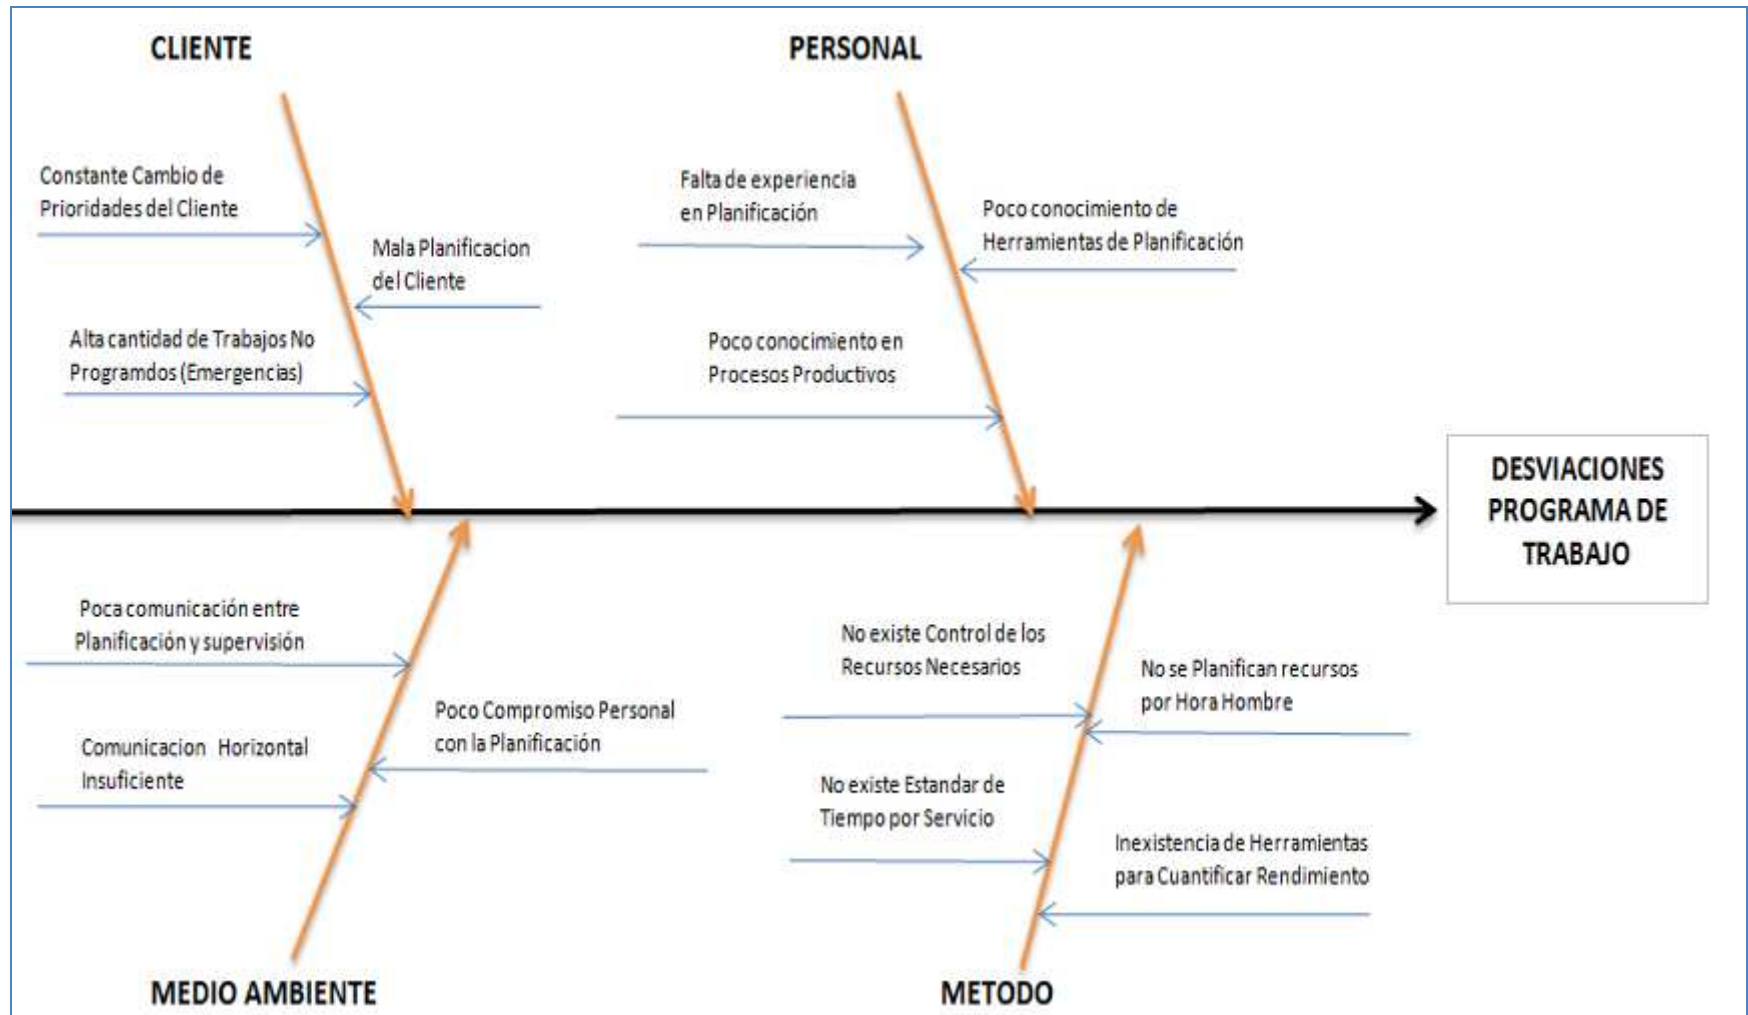 CLIENTE
PERSONAL
Constante Cambio de
Prioridades del Cliente
Mala Planificacion
del Cliente
Alta cantidad de Trabajos No
Programdos (Emergencias)
Falta de experiencia
en Planificación
Poco conocimiento de
Herramientas de Planificación
Poco conocimiento en
Procesos Productivos
DESVIACIONES
PROGRAMA DE
TRABAJO
Poca comunicación entre
Planificación y supervisión
Poco Compromiso Personal
con la Planificación
Comunicacion Horizontal
Insuficiente
No existe Control de los
Recursos Necesarios
No se Planifican recursos
por Hora Hombre
No existe Estandar de
Tiempo por Servicio
Inexistencia de Herramientas
para Cuantificar Rendimiento
MEDIO AMBIENTE
METODO